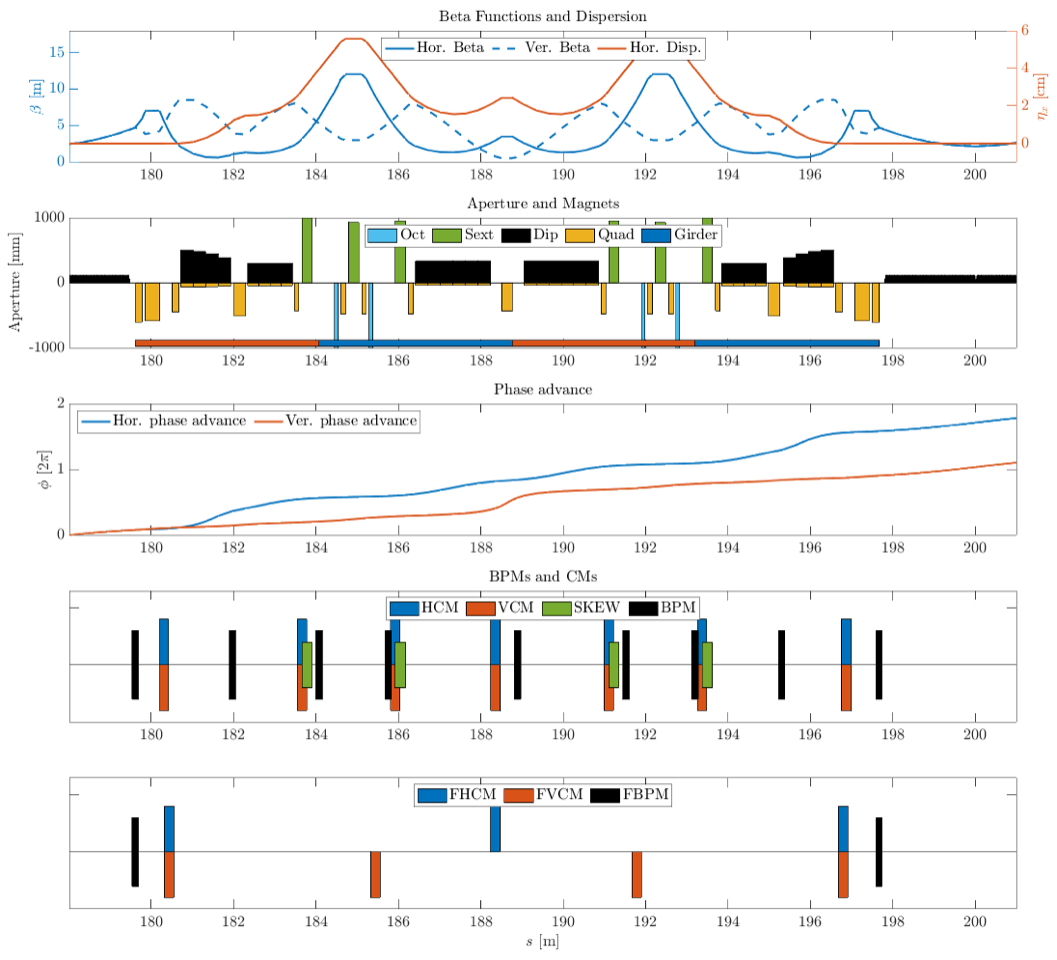 Beta Functions and Dispersion
Hor. Beta Ver. Beta Hor. Disp.
β [m]
15
10
5
0
6
4
2
0
η_x [cm]
180 182 184 186 188 190 192 194 196 198 200
Aperture and Magnets
Oct Sext Dip Quad Girder
Aperture [mm]
1000
0
-1000
180 182 184 186 188 190 192 194 196 198 200
Phase advance
Hor. phase advance Ver. phase advance
ϕ [2π]
2
1
0
180 182 184 186 188 190 192 194 196 198 200
BPMs and CMs
HCM VCM SKEW BPM
180 182 184 186 188 190 192 194 196 198 200
FHCM FVCM FBPM
180 182 184 186 188 190 192 194 196 198 200
s [m]